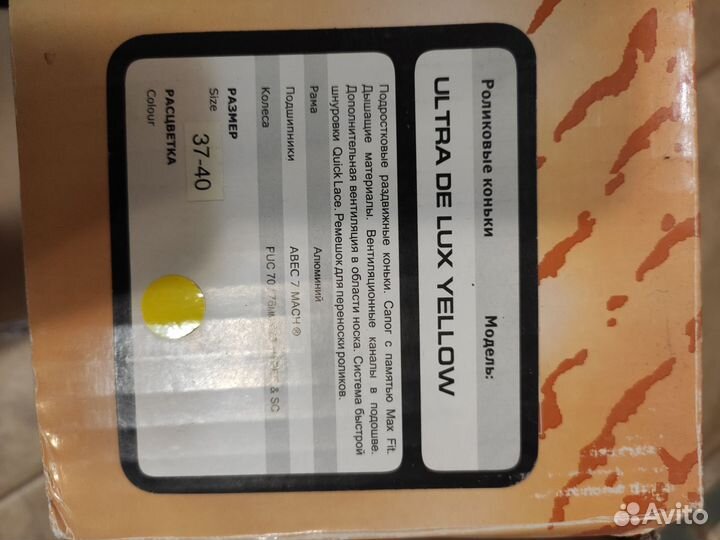 Роликовые коньки Модель:
ULTRA DE LUX YELLOW
Подростковые раздвижные коньки. Сапог с памятью Max Fit.
Дышащие материалы. Вентиляционные каналы в подошве.
Дополнительная вентиляция в области носка. Система быстрой
шнуровки Quick Lace. Ремешок для переноски роликов.
Рама Алюминий
Подшипники ABEC 7 MACH ®
Колеса PUC 70 / 76м & SC
РАЗМЕР
Size
37-40
РАСЦВЕТКА
Colour
Avito